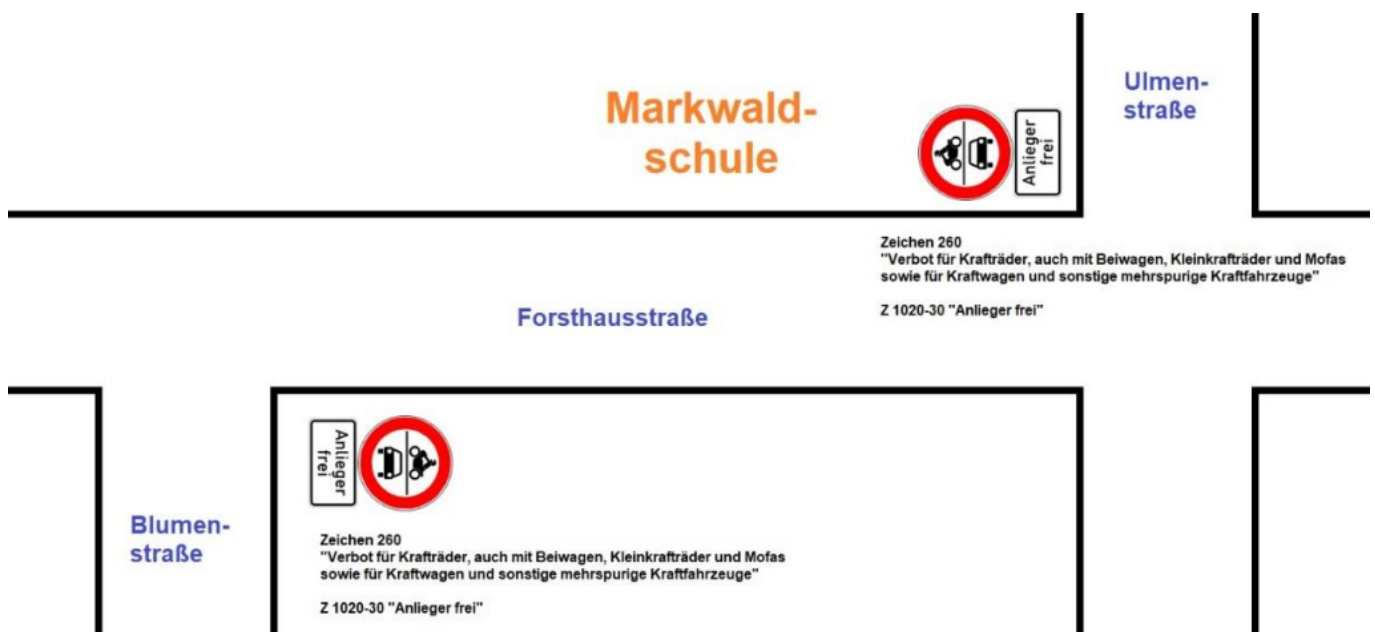 Markwald-
schule
Ulmen-
straße
Anlieger
frei
Zeichen 260
"Verbot für Krafträder, auch mit Beiwagen, Kleinkrafträder und Mofas
sowie für Kraftwagen und sonstige mehrspurige Kraftfahrzeuge"
Z 1020-30 "Anlieger frei"
Forsthausstraße
Anlieger
frei
Blumen-
straße
Zeichen 260
"Verbot für Krafträder, auch mit Beiwagen, Kleinkrafträder und Mofas
sowie für Kraftwagen und sonstige mehrspurige Kraftfahrzeuge"
Z 1020-30 "Anlieger frei"